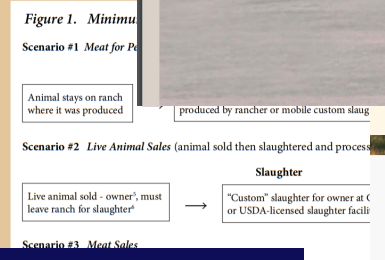 Figure 1. Minimu
Scenario #1 Meat for Pe
Animal stays on ranch
where it was produced
produced by rancher or mobile custom slaug
Scenario #2 Live Animal Sales (animal sold then slaughtered and process
Slaughter
Live animal sold - owner⁵, must
leave ranch for slaughter⁶
"Custom" slaughter for owner at
or USDA-licensed slaughter facili
Scenario #3 Meat Sales